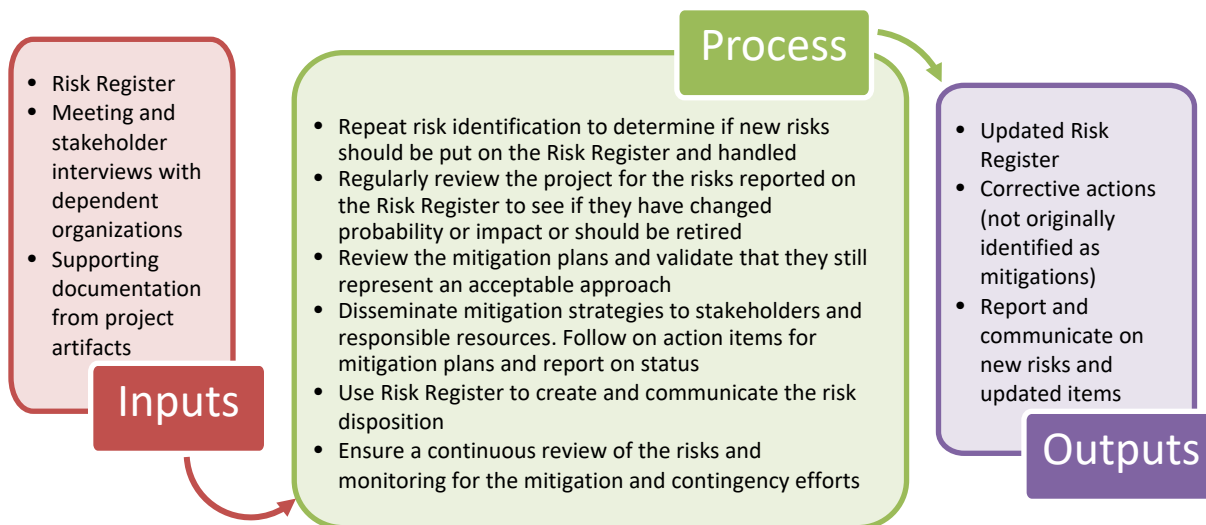 • Risk Register
• Meeting and
stakeholder
interviews with
dependent
organizations
• Supporting
documentation
from project
artifacts
Inputs
Process
• Repeat risk identification to determine if new risks
should be put on the Risk Register and handled
• Regularly review the project for the risks reported on
the Risk Register to see if they have changed
probability or impact or should be retired
• Review the mitigation plans and validate that they still
represent an acceptable approach
• Disseminate mitigation strategies to stakeholders and
responsible resources. Follow on action items for
mitigation plans and report on status
• Use Risk Register to create and communicate the risk
disposition
• Ensure a continuous review of the risks and
monitoring for the mitigation and contingency efforts
• Updated Risk
Register
• Corrective actions
(not originally
identified as
mitigations)
• Report and
communicate on
new risks and
updated items
Outputs